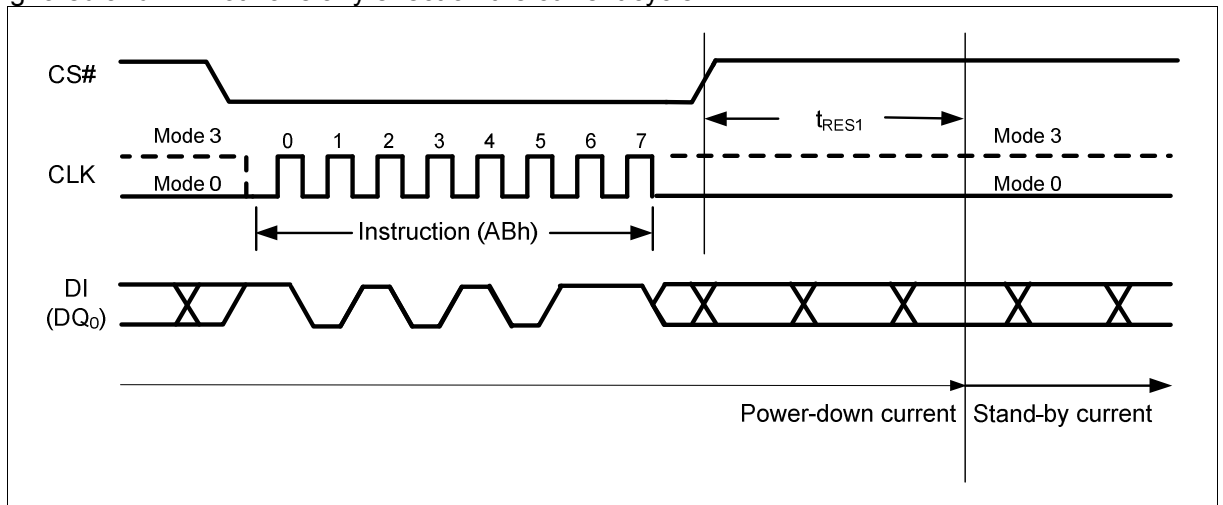 CS#
t_RES1
Mode 3 0 1 2 3 4 5 6 7 Mode 3
CLK
Mode 0 Mode 0
Instruction (ABh)
DI
(DQ₀)
Power-down current Stand-by current